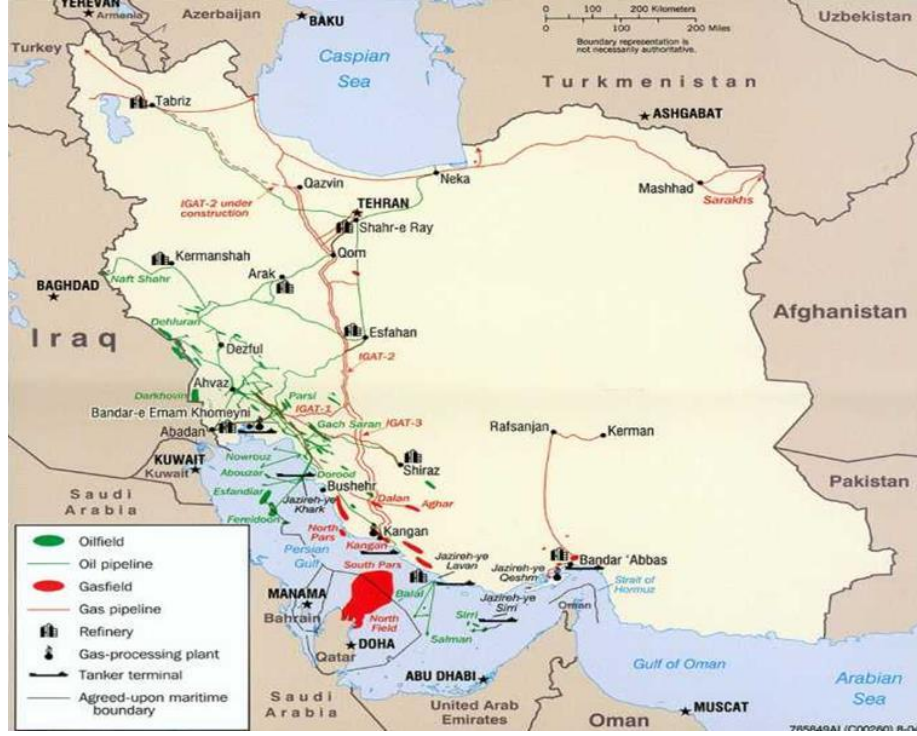 YEREVAN
Armenia
Azerbaijan
BAKU
Caspian
Sea
0 100 200 Kilometers
0 100 200 Miles
Boundary representation is
not necessarily authoritative.
Uzbekistan
Turkey
Turkmenistan
ASHGABAT
Tabriz
Qazvin
Neka
Mashhad
Sarakhs
IGAT-2 under
construction
TEHRAN
Shahr-e Ray
Qom
Kermanshah
Arak
Naft Shahr
BAGHDAD
Iraq
Afghanistan
Dehluran
Dezful
Esfahan
IGAT-2
Ahvaz
Darkhovin
Parsi
IGAT-1
Bandar-e Emam Khomeyni
Gach Saran
IGAT-3
Abadan
Rafsanjan
Kerman
KUWAIT
Kuwait
Nowrouz
Abouzar
Dorood
Shiraz
Pakistan
Saudi
Arabia
Esfandiar
Bushehr
Jazireh-ye
Khark
Dalan
Aghar
Fereidoon
North
Pars
Kangan
Kangan
Persian
Gulf
South Pars
Jazireh-ye
Lavan
Jazireh-ye
Qeshm
Bandar 'Abbas
Strait of
Hormuz
MANAMA
Bahrain
Balal
Sirri
Jazireh-ye
Sirri
Oman
North
Field
Salman
DOHA
Qatar
Gulf of Oman
Arabian
Sea
ABU DHABI
Saudi
Arabia
United Arab
Emirates
Oman
MUSCAT
Oilfield
Oil pipeline
Gasfield
Gas pipeline
Refinery
Gas-processing plant
Tanker terminal
Agreed-upon maritime
boundary